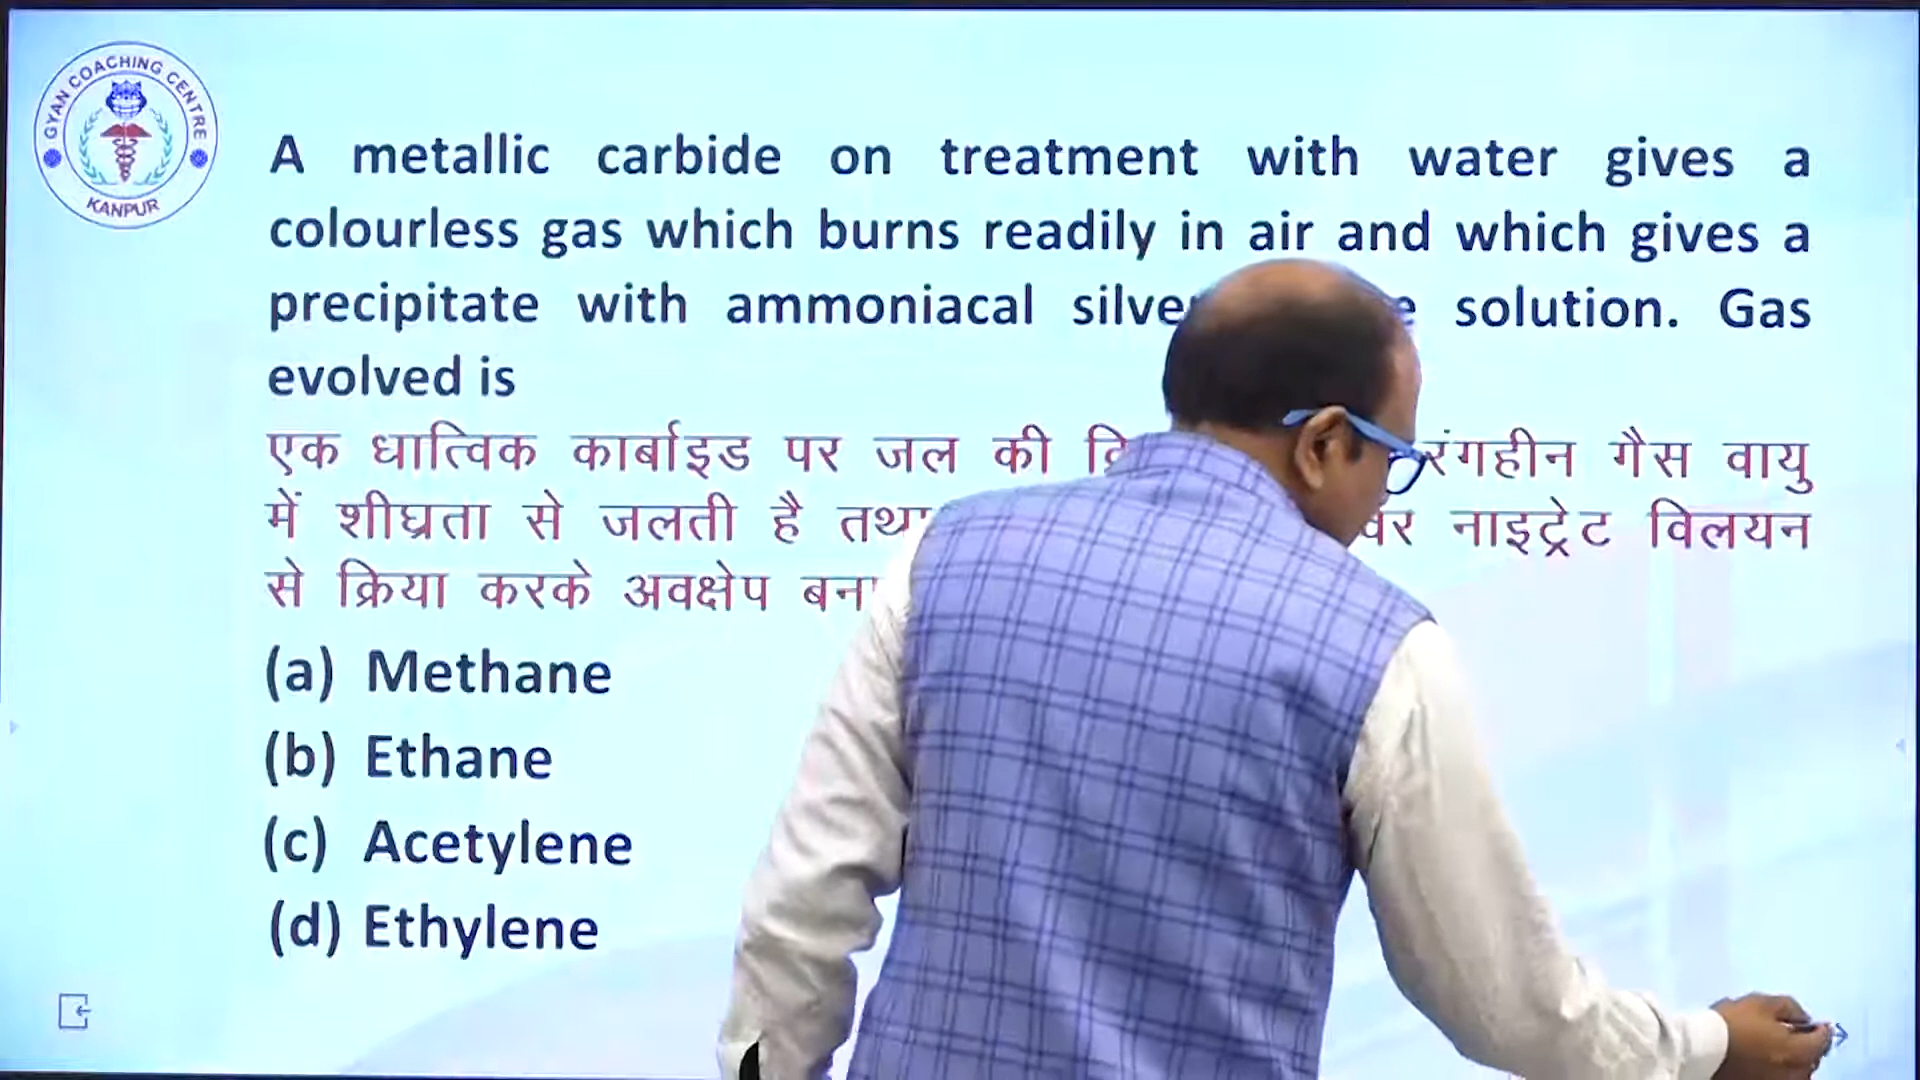 GYAN COACHING CENTRE
KANPUR
A metallic carbide on treatment with water gives a
colourless gas which burns readily in air and which gives a
precipitate with ammoniacal solution. Gas
evolved is
एक धात्विक कार्बाइड पर जल की रंगहीन गैस वायु
में शीघ्रता से जलती है तथा नाइट्रेट विलयन
से क्रिया करके अवक्षेप
(a) Methane
(b) Ethane
(c) Acetylene
(d) Ethylene